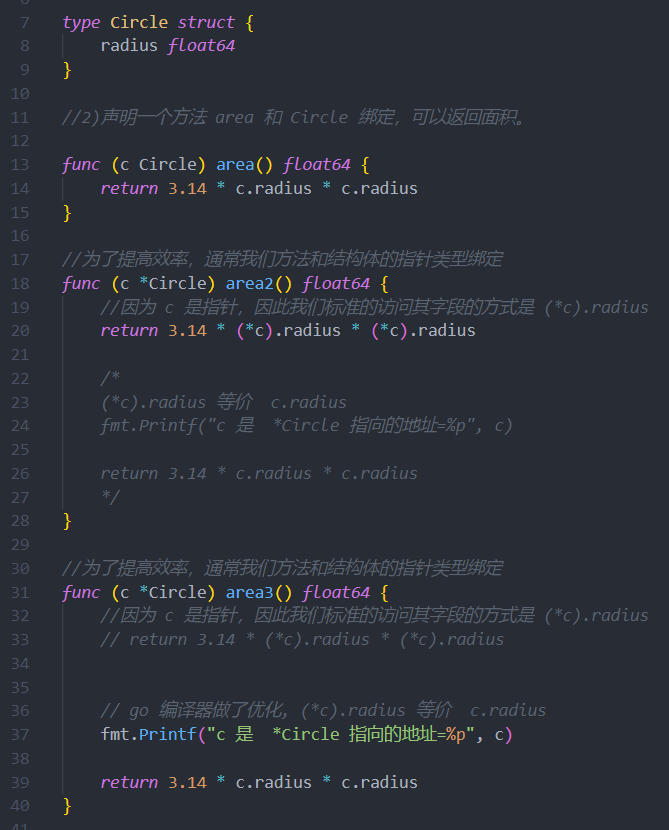 7 type Circle struct {
8 radius float64
9 }
10
11 //2)声明一个方法 area 和 Circle 绑定, 可以返回面积。
12
13 func (c Circle) area() float64 {
14 return 3.14 * c.radius * c.radius
15 }
16
17 //为了提高效率, 通常我们方法和结构体的指针类型绑定
18 func (c *Circle) area2() float64 {
19 //因为 c 是指针, 因此我们标准的访问其字段的方式是 (*c).radius
20 return 3.14 * (*c).radius * (*c).radius
21
22 /*
23 (*c).radius 等价  c.radius
24 fmt.Printf("c 是  *Circle 指向的地址=%p", c)
25
26 return 3.14 * c.radius * c.radius
27 */
28 }
29
30 //为了提高效率, 通常我们方法和结构体的指针类型绑定
31 func (c *Circle) area3() float64 {
32 //因为 c 是指针, 因此我们标准的访问其字段的方式是 (*c).radius
33 // return 3.14 * (*c).radius * (*c).radius
34
35
36 // go 编译器做了优化, (*c).radius 等价  c.radius
37 fmt.Printf("c 是  *Circle 指向的地址=%p", c)
38
39 return 3.14 * c.radius * c.radius
40 }